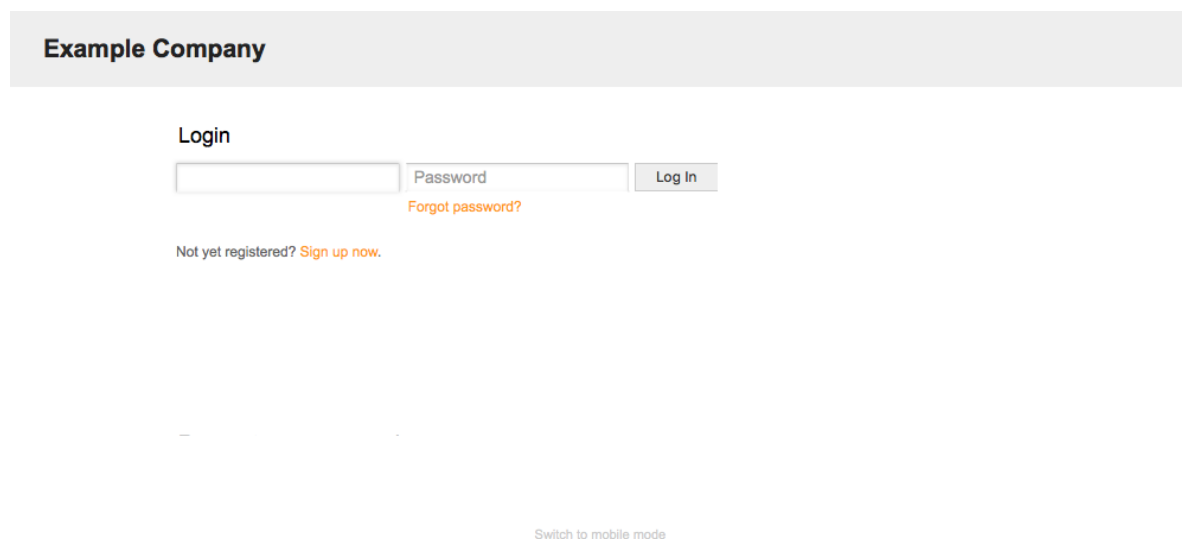 Example Company
Login
Password Log In
Forgot password?
Not yet registered? Sign up now.
Switch to mobile mode